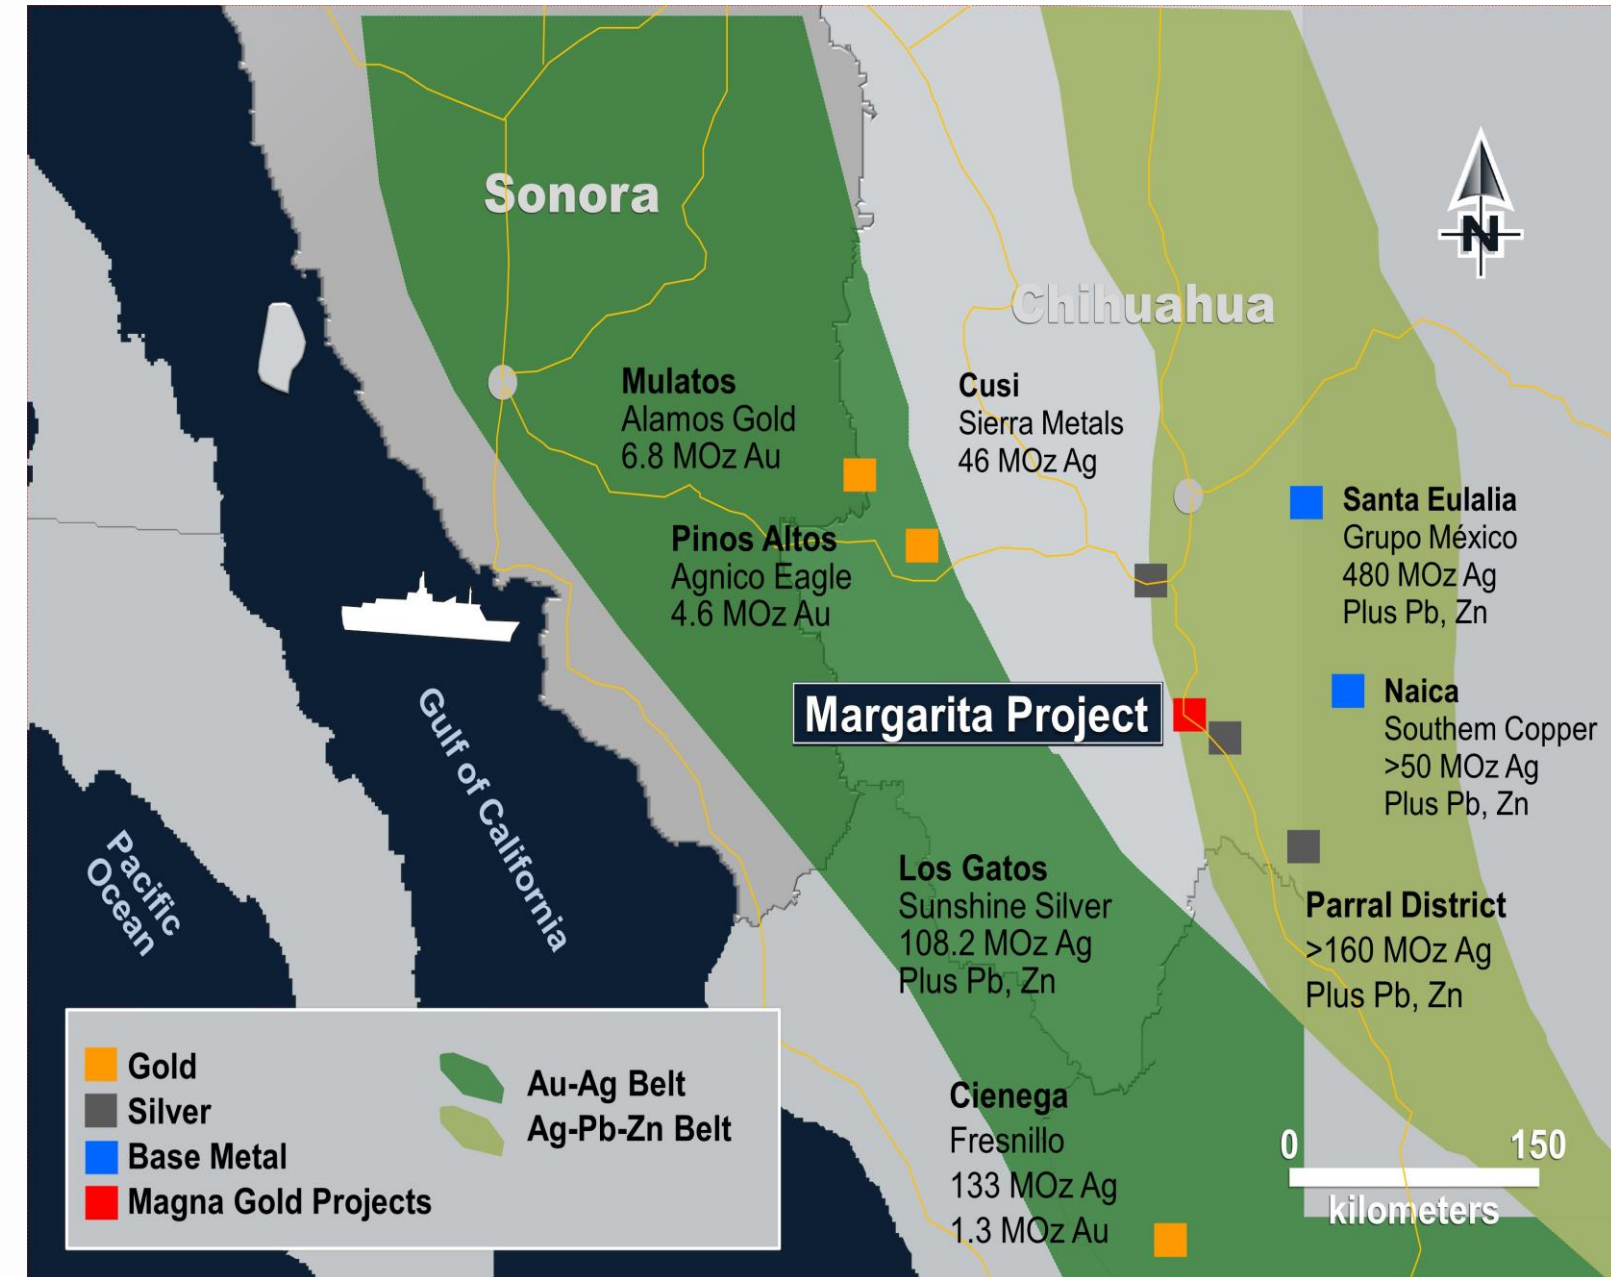 Sonora
Chihuahua
N
Mulatos
Alamos Gold
6.8 MOz Au
Cusi
Sierra Metals
46 MOz Ag
Pinos Altos
Agnico Eagle
4.6 MOz Au
Santa Eulalia
Grupo México
480 MOz Ag
Plus Pb, Zn
Naica
Southem Copper
>50 MOz Ag
Plus Pb, Zn
Margarita Project
Gulf of California
Pacific
Ocean
Los Gatos
Sunshine Silver
108.2 MOz Ag
Plus Pb, Zn
Parral District
>160 MOz Ag
Plus Pb, Zn
Cienega
Fresnillo
133 MOz Ag
1.3 MOz Au
Gold
Silver
Base Metal
Magna Gold Projects
Au-Ag Belt
Ag-Pb-Zn Belt
0 150
kilometers